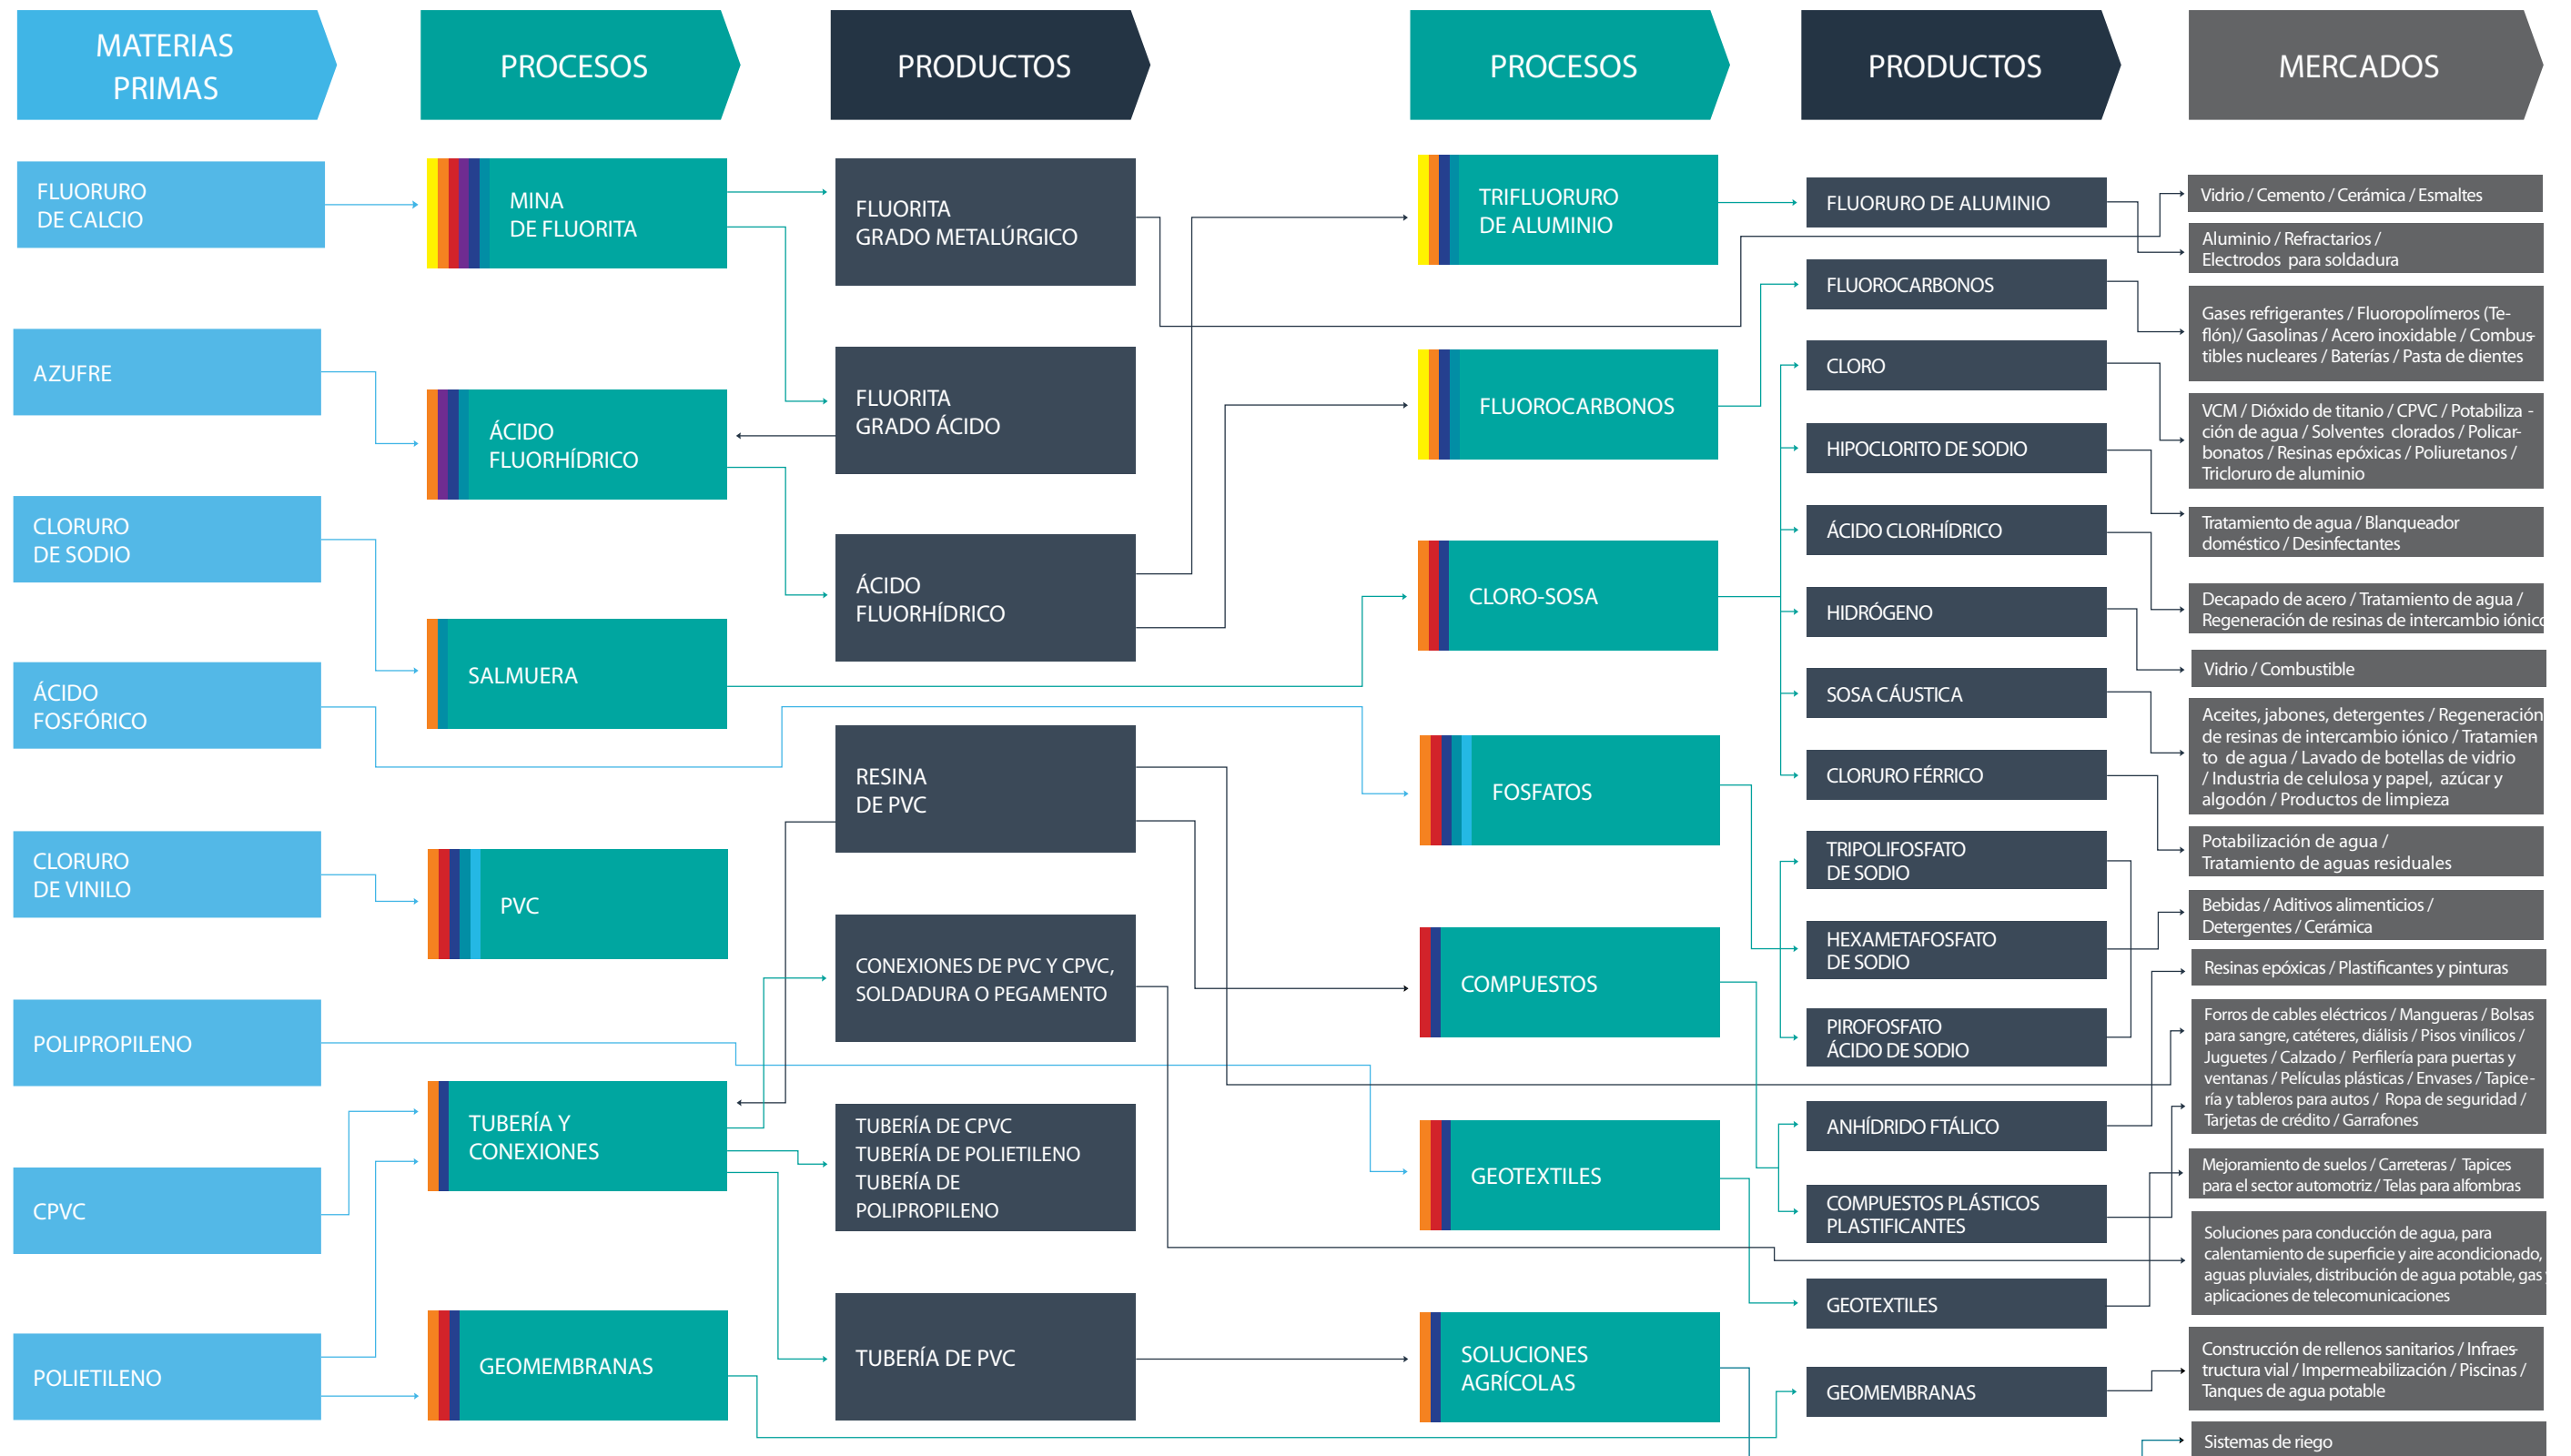 MATERIAS
PRIMAS
PROCESOS
PRODUCTOS
PROCESOS
PRODUCTOS
MERCADOS
FLUORURO
DE CALCIO
AZUFRE
CLORURO
DE SODIO
ÁCIDO
FOSFÓRICO
CLORURO
DE VINILO
POLIPROPILENO
CPVC
POLIETILENO
MINA
DE FLUORITA
ÁCIDO
FLUORHÍDRICO
SALMUERA
PVC
TUBERÍA Y
CONEXIONES
GEOMEMBRANAS
FLUORITA
GRADO METALÚRGICO
FLUORITA
GRADO ÁCIDO
ÁCIDO
FLUORHÍDRICO
RESINA
DE PVC
CONEXIONES DE PVC Y CPVC,
SOLDADURA O PEGAMENTO
TUBERÍA DE CPVC
TUBERÍA DE POLIETILENO
TUBERÍA DE
POLIPROPILENO
TUBERÍA DE PVC
TRIFLUORURO
DE ALUMINIO
FLUOROCARBONOS
CLORO-SOSA
FOSFATOS
COMPUESTOS
GEOTEXTILES
SOLUCIONES
AGRÍCOLAS
FLUORURO DE ALUMINIO
FLUOROCARBONOS
CLORO
HIPOCLORITO DE SODIO
ÁCIDO CLORHÍDRICO
HIDRÓGENO
SOSA CÁUSTICA
CLORURO FÉRRICO
TRIPOLIFOSFATO
DE SODIO
HEXAMETAFOSFATO
DE SODIO
PIROFOSFATO
ÁCIDO DE SODIO
ANHÍDRIDO FTÁLICO
COMPUESTOS PLÁSTICOS
PLASTIFICANTES
GEOTEXTILES
GEOMEMBRANAS
Vidrio / Cemento / Cerámica / Esmaltes
Aluminio / Refractarios /
Electrodos para soldadura
Gases refrigerantes / Fluoropolímeros (Te-
flón)/ Gasolinas / Acero inoxidable / Combus-
tibles nucleares / Baterías / Pasta de dientes
VCM / Dióxido de titanio / CPVC / Potabiliza -
ción de agua / Solventes clorados / Policar-
bonatos / Resinas epóxicas / Poliuretanos /
Tricloruro de aluminio
Tratamiento de agua / Blanqueador
doméstico / Desinfectantes
Decapado de acero / Tratamiento de agua /
Regeneración de resinas de intercambio iónico
Vidrio / Combustible
Aceites, jabones, detergentes / Regeneración
de resinas de intercambio iónico / Tratamien
to de agua / Lavado de botellas de vidrio
/ Industria de celulosa y papel, azúcar y
algodón / Productos de limpieza
Potabilización de agua /
Tratamiento de aguas residuales
Bebidas / Aditivos alimenticios /
Detergentes / Cerámica
Resinas epóxicas / Plastificantes y pinturas
Forros de cables eléctricos / Mangueras / Bolsas
para sangre, catéteres, diálisis / Pisos vinílicos /
Juguetes / Calzado / Perfilería para puertas y
ventanas / Películas plásticas / Envases / Tapice-
ría y tableros para autos / Ropa de seguridad /
Tarjetas de crédito / Garrafones
Mejoramiento de suelos / Carreteras / Tapices
para el sector automotriz / Telas para alfombras
Soluciones para conducción de agua, para
calentamiento de superficie y aire acondicionado,
aguas pluviales, distribución de agua potable, gas
aplicaciones de telecomunicaciones
Construcción de rellenos sanitarios / Infraes-
tructura vial / Impermeabilización / Piscinas /
Tanques de agua potable
Sistemas de riego